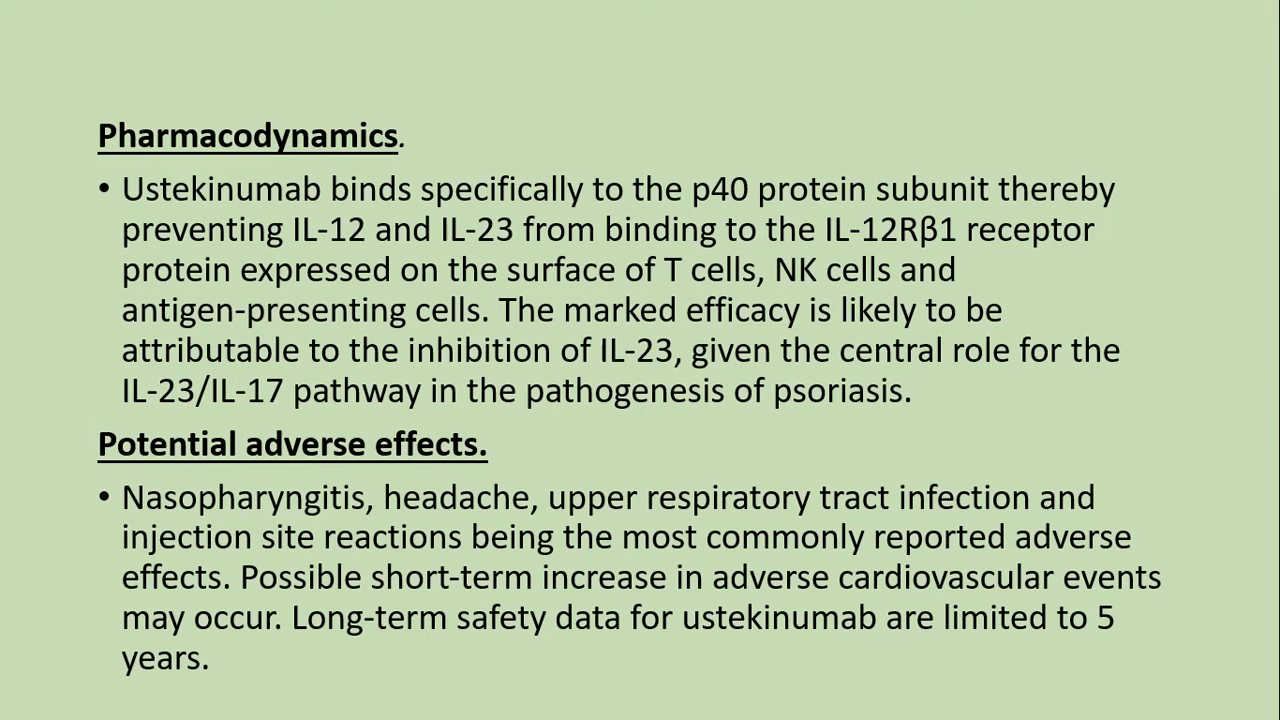 Pharmacodynamics.
• Ustekinumab binds specifically to the p40 protein subunit thereby
preventing IL-12 and IL-23 from binding to the IL-12Rβ1 receptor
protein expressed on the surface of T cells, NK cells and
antigen-presenting cells. The marked efficacy is likely to be
attributable to the inhibition of IL-23, given the central role for the
IL-23/IL-17 pathway in the pathogenesis of psoriasis.
Potential adverse effects.
• Nasopharyngitis, headache, upper respiratory tract infection and
injection site reactions being the most commonly reported adverse
effects. Possible short-term increase in adverse cardiovascular events
may occur. Long-term safety data for ustekinumab are limited to 5
years.